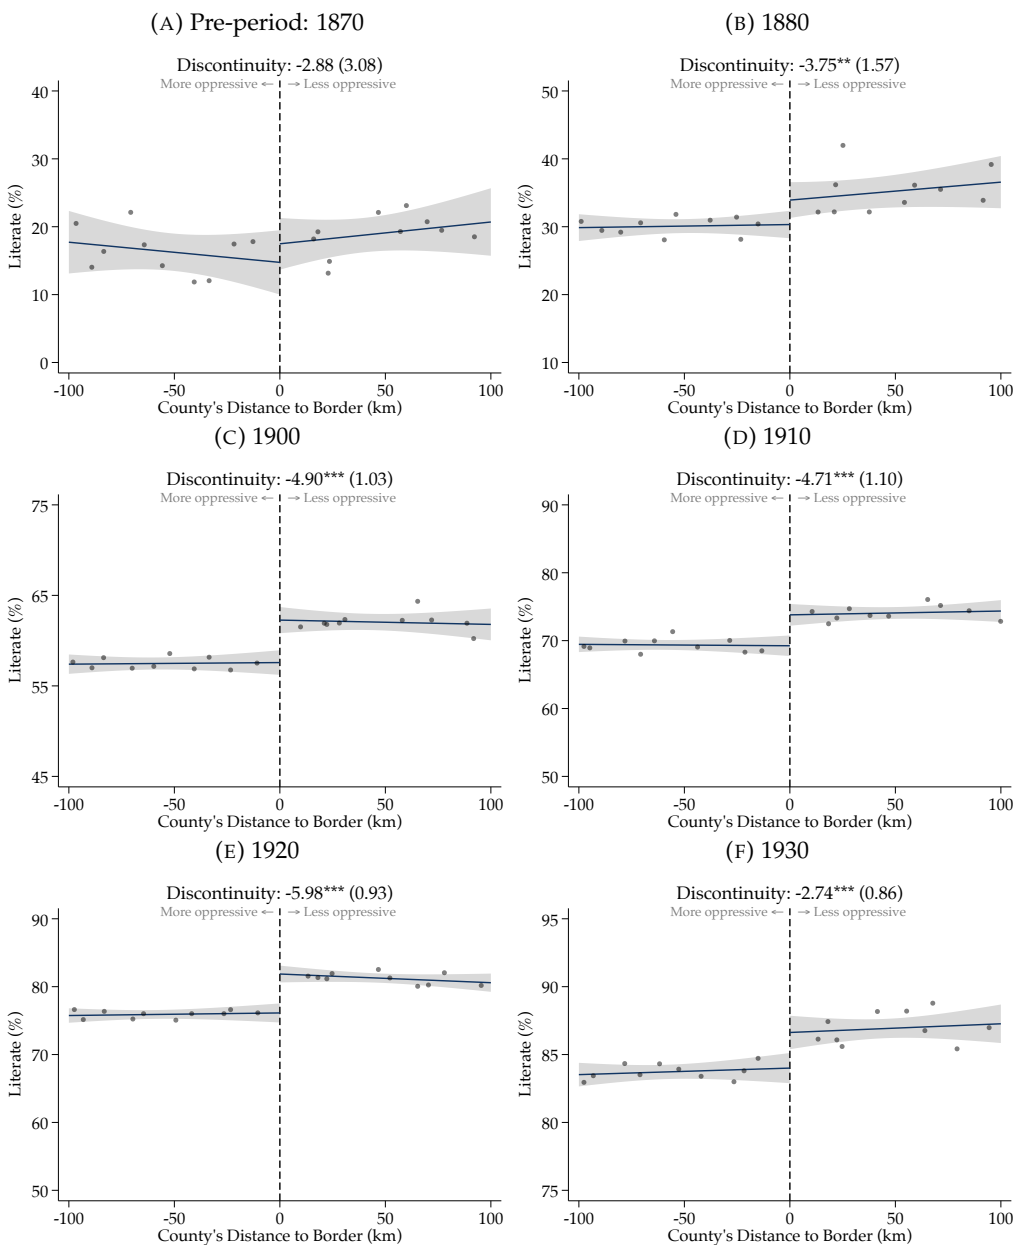 (A) Pre-period: 1870
Discontinuity: -2.88 (3.08)
More oppressive ← → Less oppressive
40
30
20
10
0
Literate (%)
-100 -50 0 50 100
County's Distance to Border (km)
(B) 1880
Discontinuity: -3.75** (1.57)
More oppressive ← → Less oppressive
50
40
30
20
10
Literate (%)
-100 -50 0 50 100
County's Distance to Border (km)
(C) 1900
Discontinuity: -4.90*** (1.03)
More oppressive ← → Less oppressive
75
65
55
45
Literate (%)
-100 -50 0 50 100
County's Distance to Border (km)
(D) 1910
Discontinuity: -4.71*** (1.10)
More oppressive ← → Less oppressive
90
80
70
60
50
Literate (%)
-100 -50 0 50 100
County's Distance to Border (km)
(E) 1920
Discontinuity: -5.98*** (0.93)
More oppressive ← → Less oppressive
90
80
70
60
50
Literate (%)
-100 -50 0 50 100
County's Distance to Border (km)
(F) 1930
Discontinuity: -2.74*** (0.86)
More oppressive ← → Less oppressive
95
90
85
80
75
Literate (%)
-100 -50 0 50 100
County's Distance to Border (km)